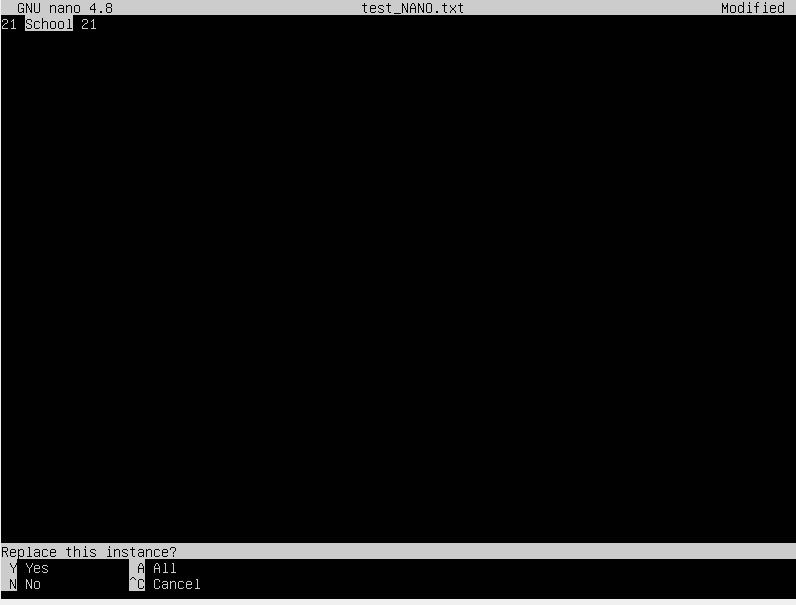 GNU nano 4.8 test_NANO.txt Modified
21 School 21
Replace this instance?
Y Yes A All
N No ^C Cancel